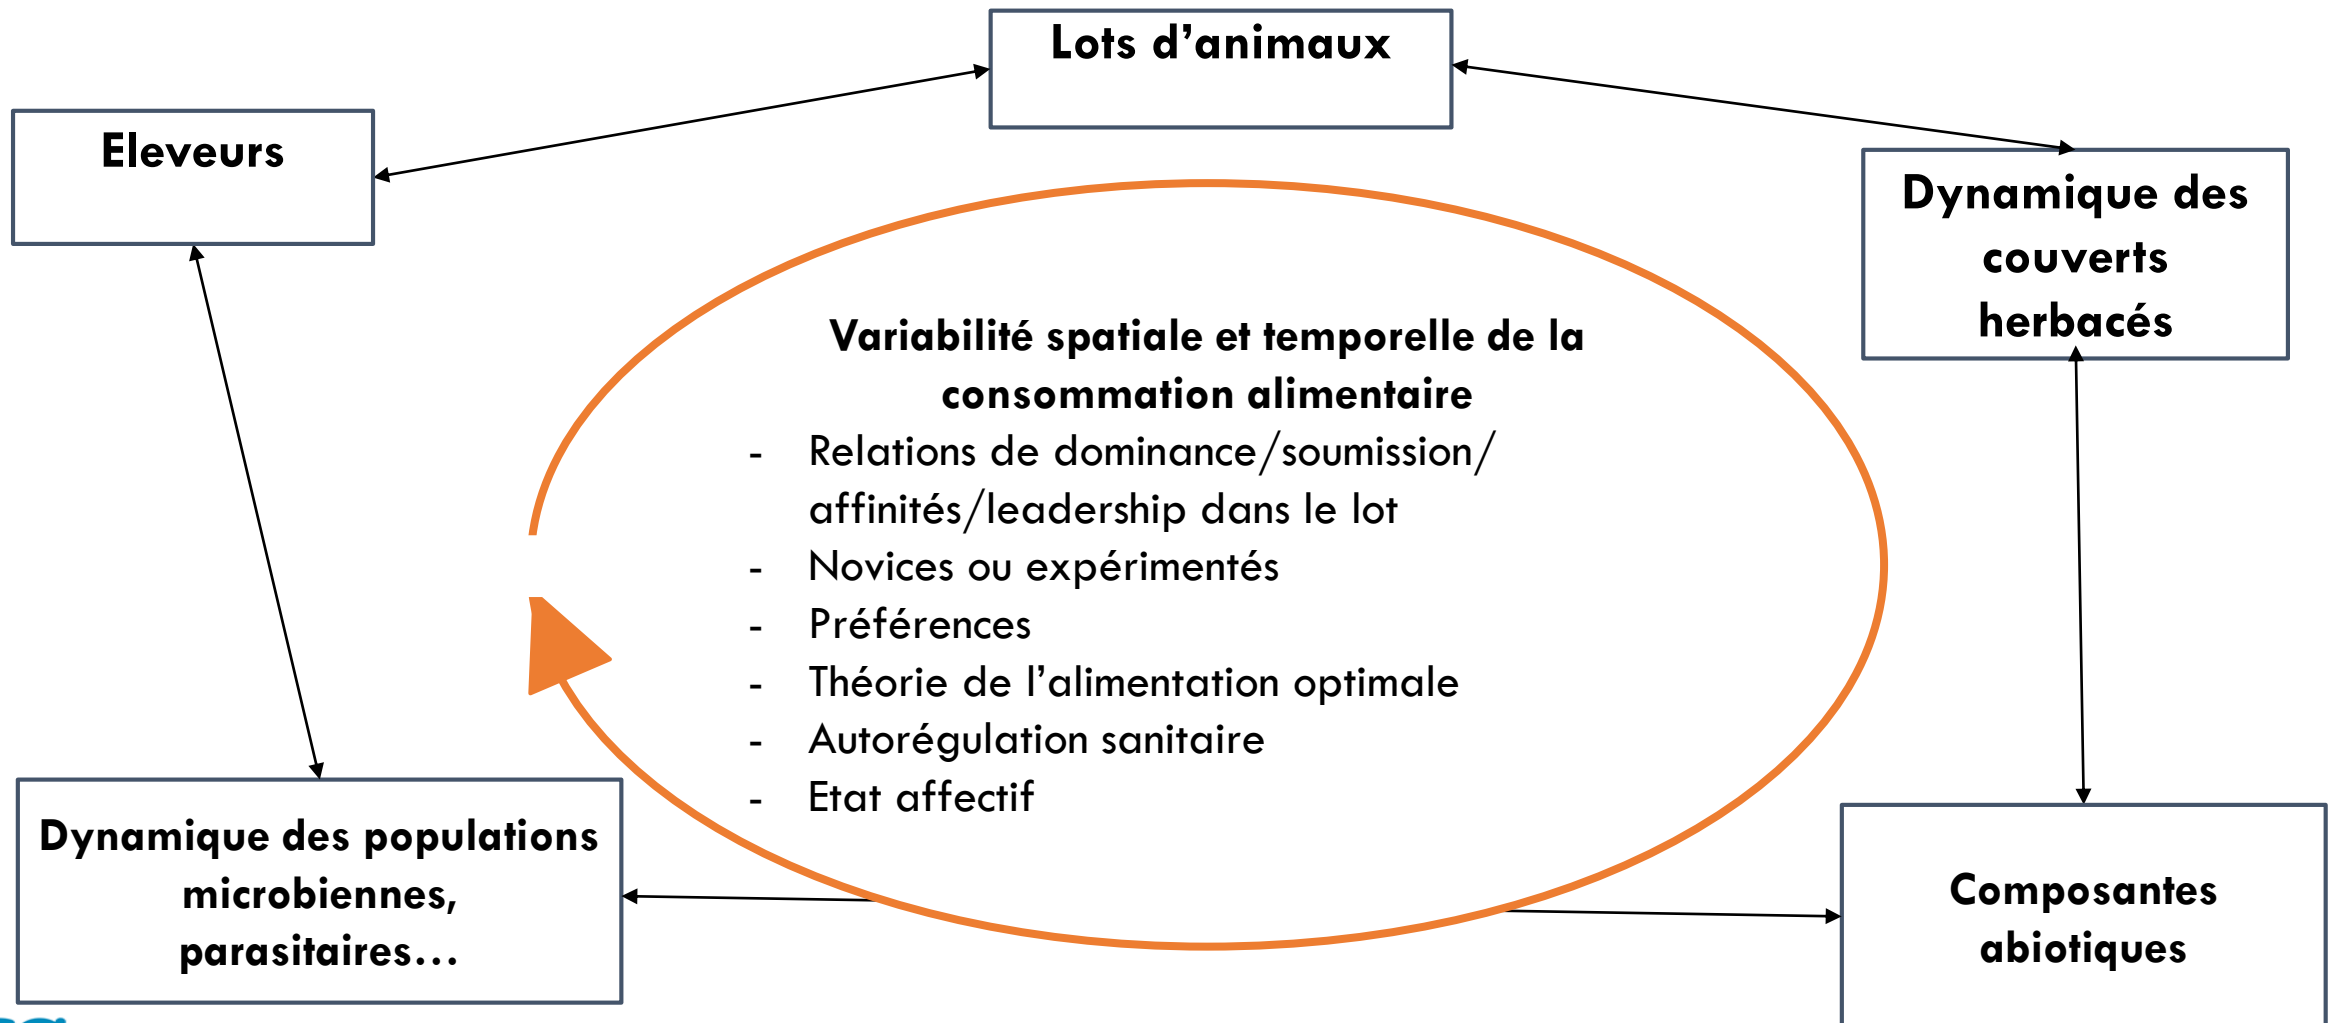 Lots d’animaux
Eleveurs
Dynamique des
couverts
herbacés
Variabilité spatiale et temporelle de la
consommation alimentaire
- Relations de dominance/soumission/
affinités/leadership dans le lot
- Novices ou expérimentés
- Préférences
- Théorie de l’alimentation optimale
- Autorégulation sanitaire
- Etat affectif
Dynamique des populations
microbiennes,
parasitaires…
Composantes
abiotiques